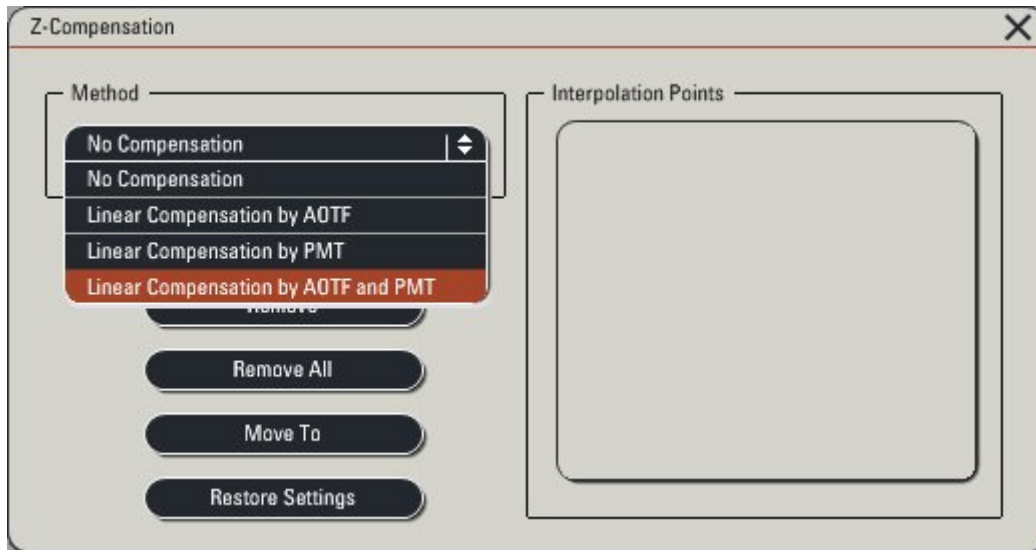 Z-Compensation
Method
No Compensation
No Compensation
Linear Compensation by AOTF
Linear Compensation by PMT
Linear Compensation by AOTF and PMT
Remove
Remove All
Move To
Restore Settings
Interpolation Points